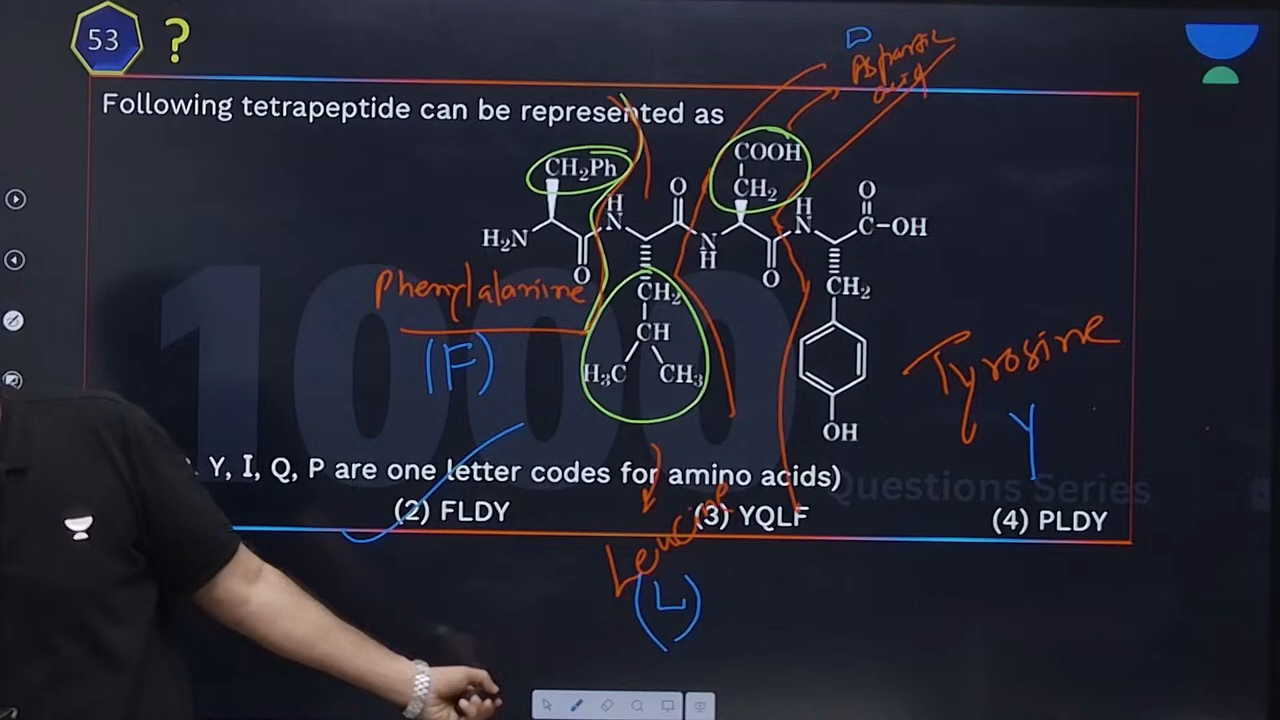 53 ?
Following tetrapeptide can be represented as
D
Aspartic
acid
CH₂Ph
COOH
CH₂
H₂N
O
H
N
O
N
H
O
H
N
O
C-OH
Phenylalanine
(F)
CH₂
CH
H₃C CH₃
CH₂
OH
Tyrosine
Y
1000
Y, I, Q, P are one letter codes for amino acids)
Questions Series
(2) FLDY (3) YQLF (4) PLDY
Leucine
(L)